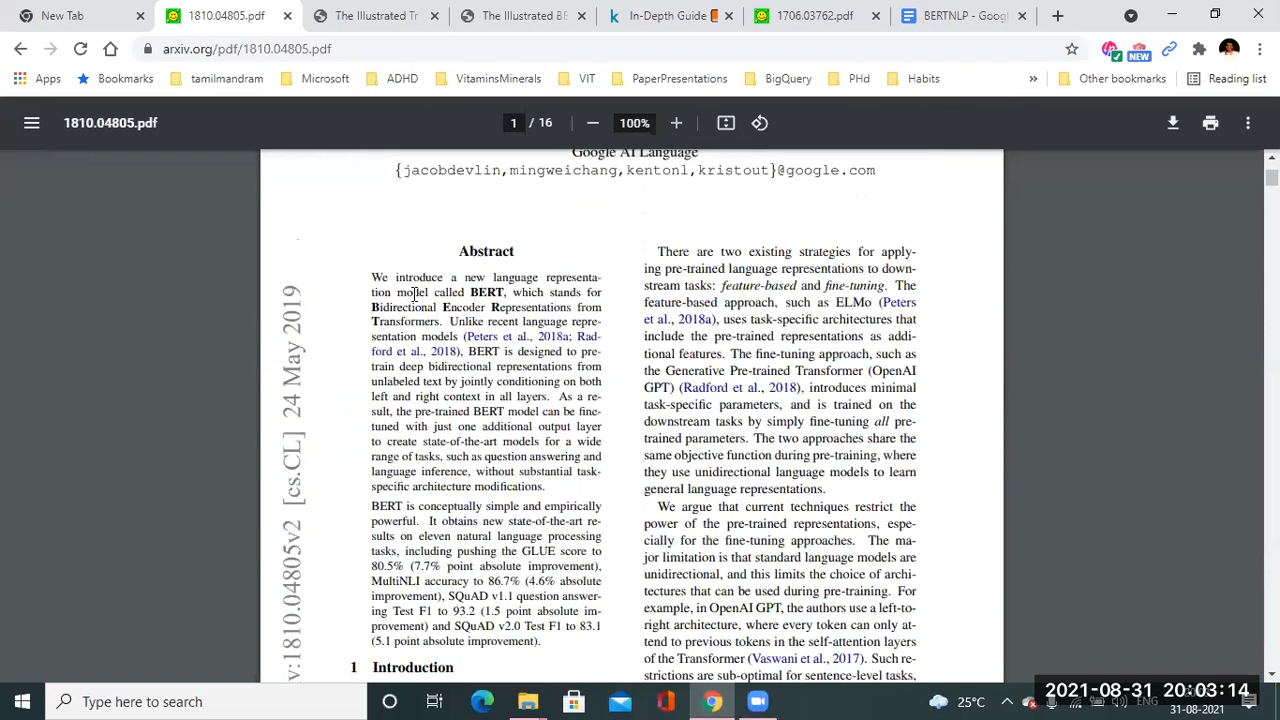 New Tab
1810.04805.pdf
The Illustrated Tr
The Illustrated BE
In-Depth Guide
1706.03762.pdf
BERTNLP - Goog
arxiv.org/pdf/1810.04805.pdf
NEW
Apps
Bookmarks
tamilmandram
Microsoft
ADHD
VitaminsMinerals
VIT
PaperPresentations
BigQuery
PHd
Habits
»
Other bookmarks
Reading list
1810.04805.pdf
1 / 16
100%
Google AI Language
{jacobdevlin,mingweichang,kentonl,kristout}@google.com
Abstract
We introduce a new language representa-
tion model called BERT, which stands for
Bidirectional Encoder Representations from
Transformers. Unlike recent language repre-
sentation models (Peters et al., 2018a; Rad-
ford et al., 2018), BERT is designed to pre-
train deep bidirectional representations from
unlabeled text by jointly conditioning on both
left and right context in all layers. As a re-
sult, the pre-trained BERT model can be fine-
tuned with just one additional output layer
to create state-of-the-art models for a wide
range of tasks, such as question answering and
language inference, without substantial task-
specific architecture modifications.
BERT is conceptually simple and empirically
powerful. It obtains new state-of-the-art re-
sults on eleven natural language processing
tasks, including pushing the GLUE score to
80.5% (7.7% point absolute improvement),
MultiNLI accuracy to 86.7% (4.6% absolute
improvement), SQuAD v1.1 question answer-
ing Test F1 to 93.2 (1.5 point absolute im-
provement) and SQuAD v2.0 Test F1 to 83.1
(5.1 point absolute improvement).
1 Introduction
There are two existing strategies for apply-
ing pre-trained language representations to down-
stream tasks: feature-based and fine-tuning. The
feature-based approach, such as ELMo (Peters
et al., 2018a), uses task-specific architectures that
include the pre-trained representations as addi-
tional features. The fine-tuning approach, such as
the Generative Pre-trained Transformer (OpenAI
GPT) (Radford et al., 2018), introduces minimal
task-specific parameters, and is trained on the
downstream tasks by simply fine-tuning all pre-
trained parameters. The two approaches share the
same objective function during pre-training, where
they use unidirectional language models to learn
general language representations.
We argue that current techniques restrict the
power of the pre-trained representations, espe-
cially for the fine-tuning approaches. The ma-
jor limitation is that standard language models are
unidirectional, and this limits the choice of archi-
tectures that can be used during pre-training. For
example, in OpenAI GPT, the authors use a left-to-
right architecture, where every token can only at-
tend to previous tokens in the self-attention layers
of the Transformer (Vaswani et al., 2017). Such re-
strictions are sub-optimal for sentence-level tasks,
v:1810.04805v2 [cs.CL] 24 May 2019
Type here to search
25°C
ENG
2021-08-31 20:03:14
31-08-2021